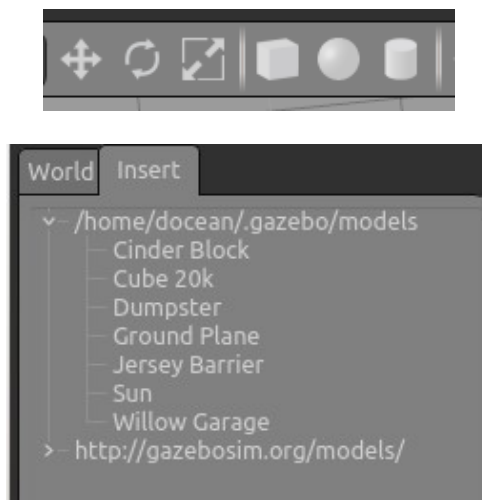 World Insert
/home/docean/.gazebo/models
Cinder Block
Cube 20k
Dumpster
Ground Plane
Jersey Barrier
Sun
Willow Garage
http://gazebosim.org/models/